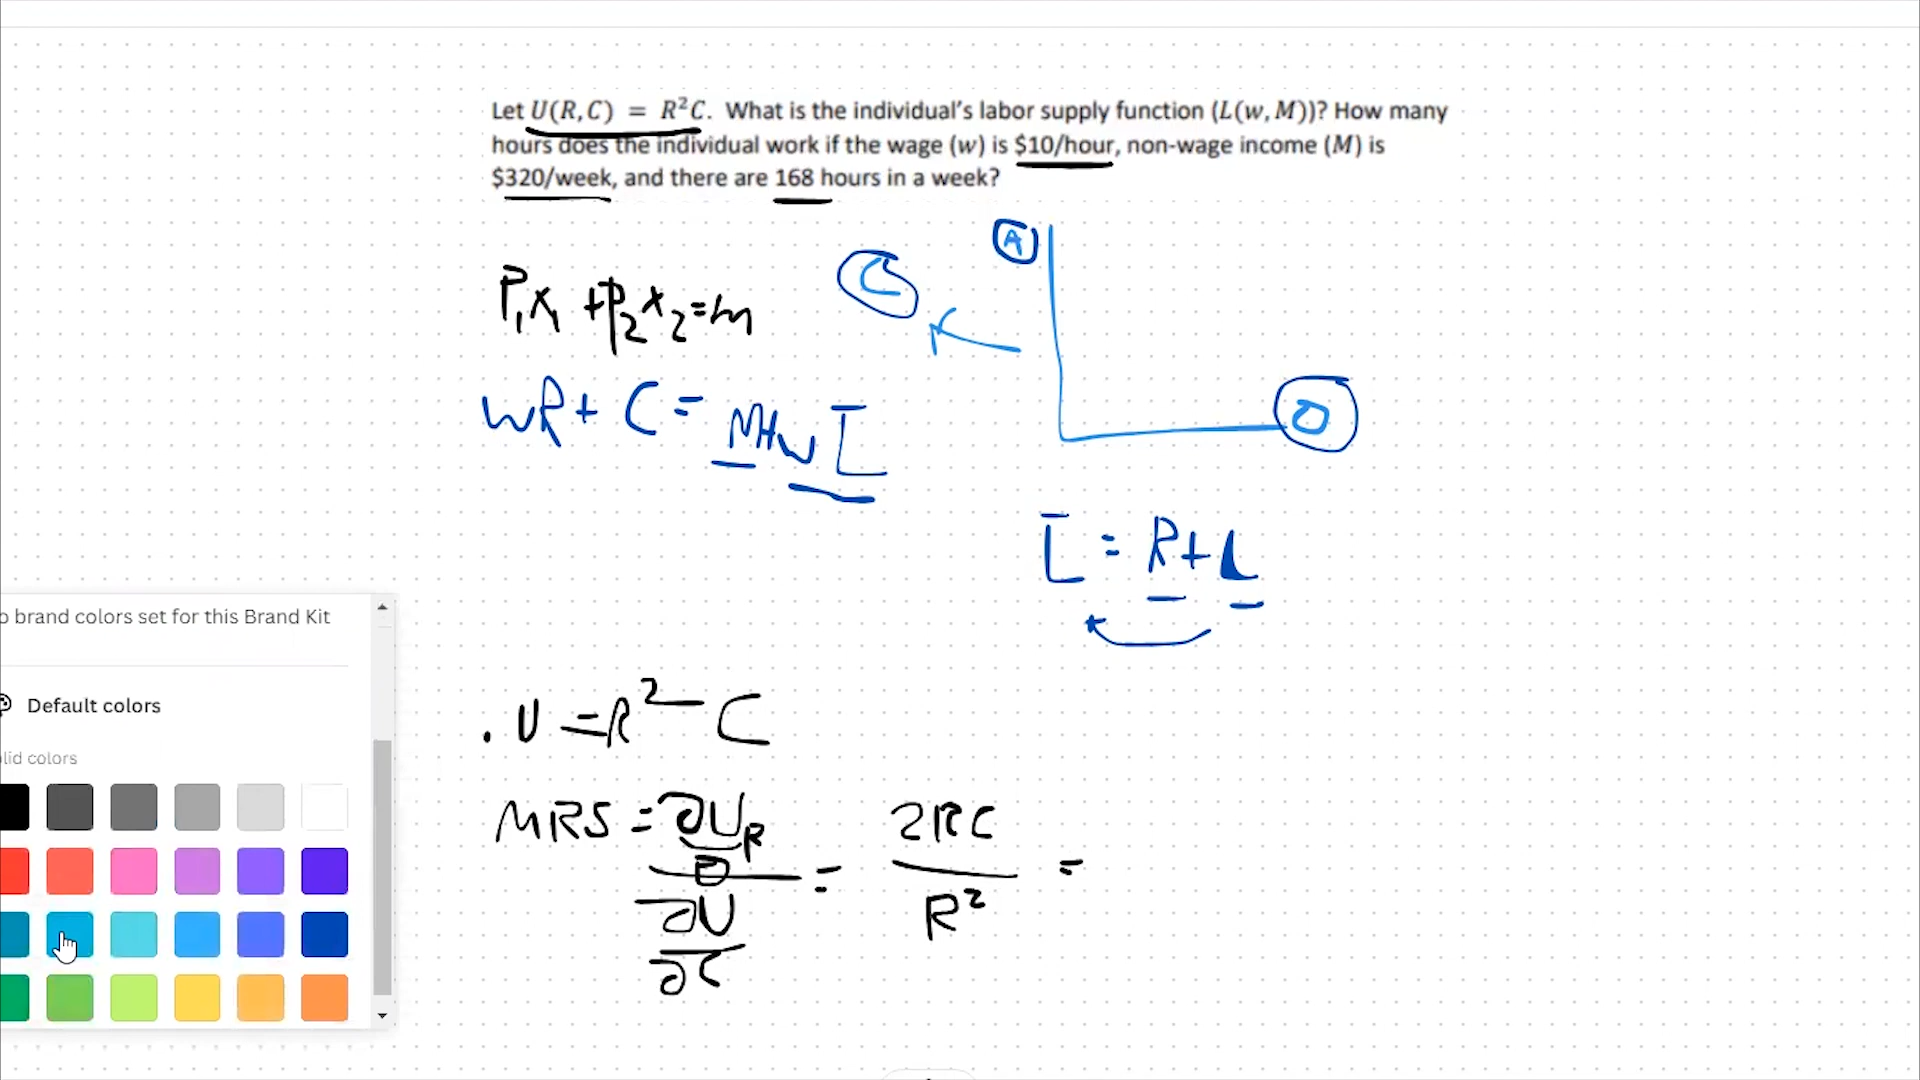 Let U(R,C) = R²C. What is the individual's labor supply function (L(w,M))? How many
hours does the individual work if the wage (w) is $10/hour, non-wage income (M) is
$320/week, and there are 168 hours in a week?
A
C
P₁x₁ + P₂x₂ = m
wR + C = M + wL̅
L̅ = R + L
o brand colors set for this Brand Kit
Default colors
lid colors
. U = R² C
MRS = ∂U/∂R / ∂U/∂C = 2RC / R² =